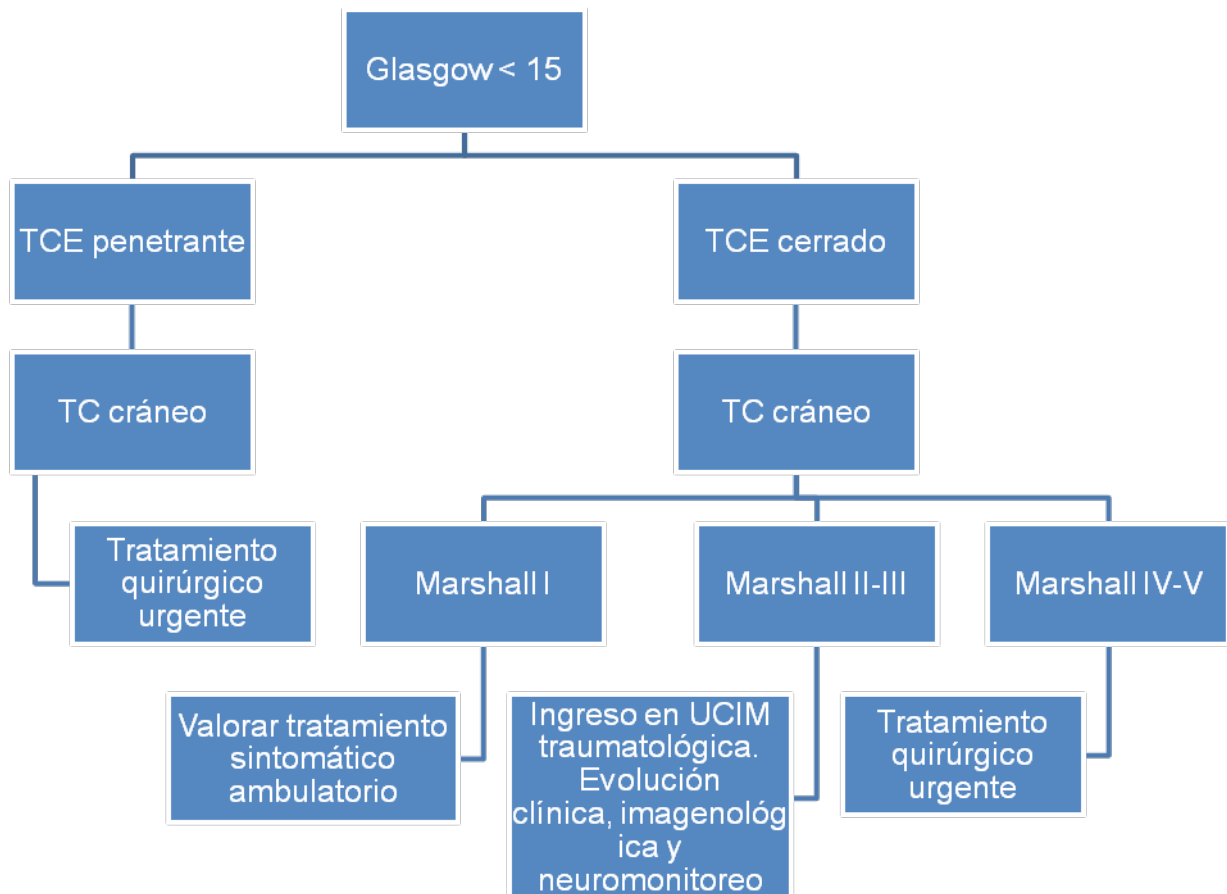 Glasgow < 15
TCE penetrante
TCE cerrado
TC cráneo
TC cráneo
Tratamiento
quirúrgico
urgente
Marshall I
Marshall II-III
Marshall IV-V
Valorar tratamiento
sintomático
ambulatorio
Ingreso en UCIM
traumatológica.
Evolución
clínica, imagenológ
ica y
neuromonitoreo
Tratamiento
quirúrgico
urgente